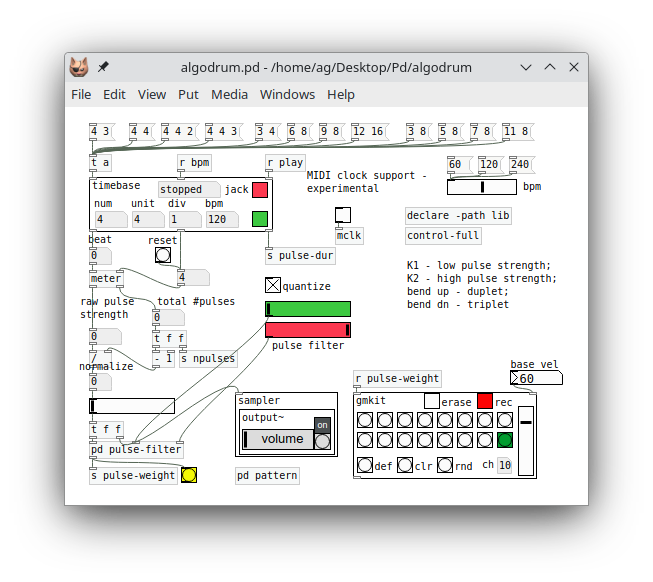 algodrum.pd - /home/ag/Desktop/Pd/algodrum
File Edit View Put Media Windows Help
4 3 4 4 4 4 2 4 4 3 3 4 6 8 9 8 12 16 3 8 5 8 7 8 11 8
t a r bpm r play
MIDI clock support -
experimental
60 120 240
bpm
timebase stopped jack
num unit div bpm
4 4 1 120
declare -path lib
mclk control-full
beat reset
0
s pulse-dur
meter 4
K1 - low pulse strength;
K2 - high pulse strength;
bend up - duplet;
bend dn - triplet
quantize
raw pulse
strength
total #pulses
0
0 t f f
pulse filter
/ - 1 s npulses
normalize
0
base vel
60
r pulse-weight
sampler
output~
on
volume
gmkit erase rec
t f f
pd pulse-filter
def clr rnd ch 10
s pulse-weight
pd pattern